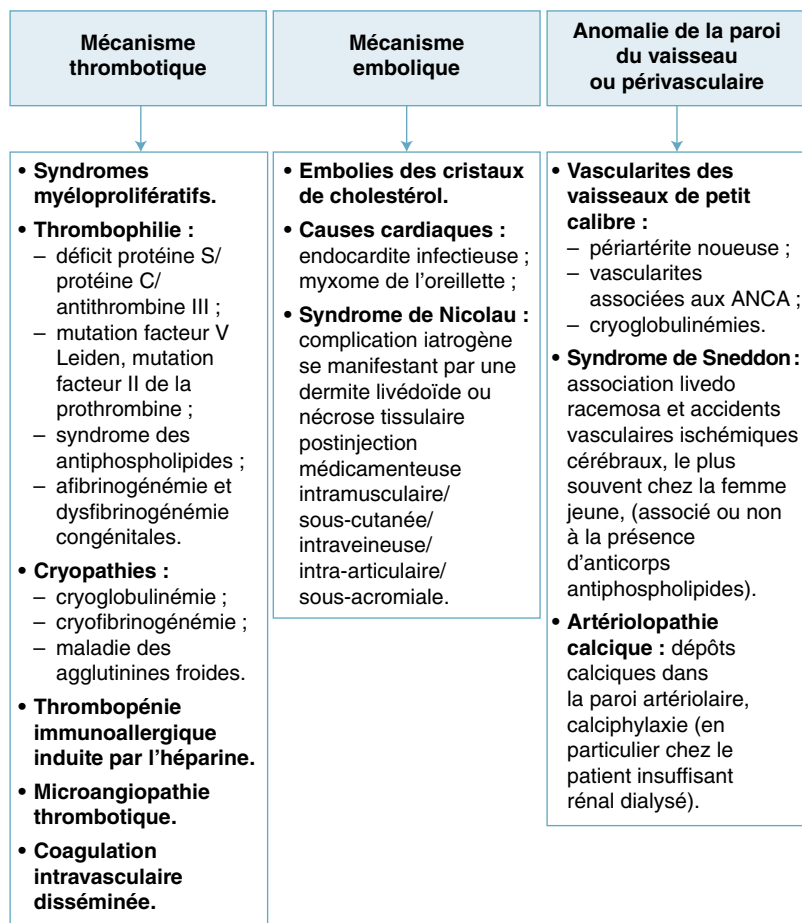 Mécanisme
thrombotique
• Syndromes
myéloprolifératifs.
• Thrombophilie :
– déficit protéine S/
protéine C/
antithrombine III ;
– mutation facteur V
Leiden, mutation
facteur II de la
prothrombine ;
– syndrome des
antiphospholipides ;
– afibrinogénémie et
dysfibrinogénémie
congénitales.
• Cryopathies :
– cryoglobulinémie ;
– cryofibrinogénémie ;
– maladie des
agglutinines froides.
• Thrombopénie
immunoallergique
induite par l'héparine.
• Microangiopathie
thrombotique.
• Coagulation
intravasculaire
disséminée.
Mécanisme
embolique
• Embolies des cristaux
de cholestérol.
• Causes cardiaques :
endocardite infectieuse ;
myxome de l'oreillette ;
• Syndrome de Nicolau :
complication iatrogène
se manifestant par une
dermite livédoïde ou
nécrose tissulaire
postinjection
médicamenteuse
intramusculaire/
sous-cutanée/
intraveineuse/
intra-articulaire/
sous-acromiale.
Anomalie de la paroi
du vaisseau
ou périvasculaire
• Vascularites des
vaisseaux de petit
calibre :
– périartérite noueuse ;
– vascularites
associées aux ANCA ;
– cryoglobulinémies.
• Syndrome de Sneddon :
association livedo
racemosa et accidents
vasculaires ischémiques
cérébraux, le plus
souvent chez la femme
jeune, (associé ou non
à la présence
d'anticorps
antiphospholipides).
• Artériolopathie
calcique : dépôts
calciques dans
la paroi artériolaire,
calciphylaxie (en
particulier chez le
patient insuffisant
rénal dialysé).